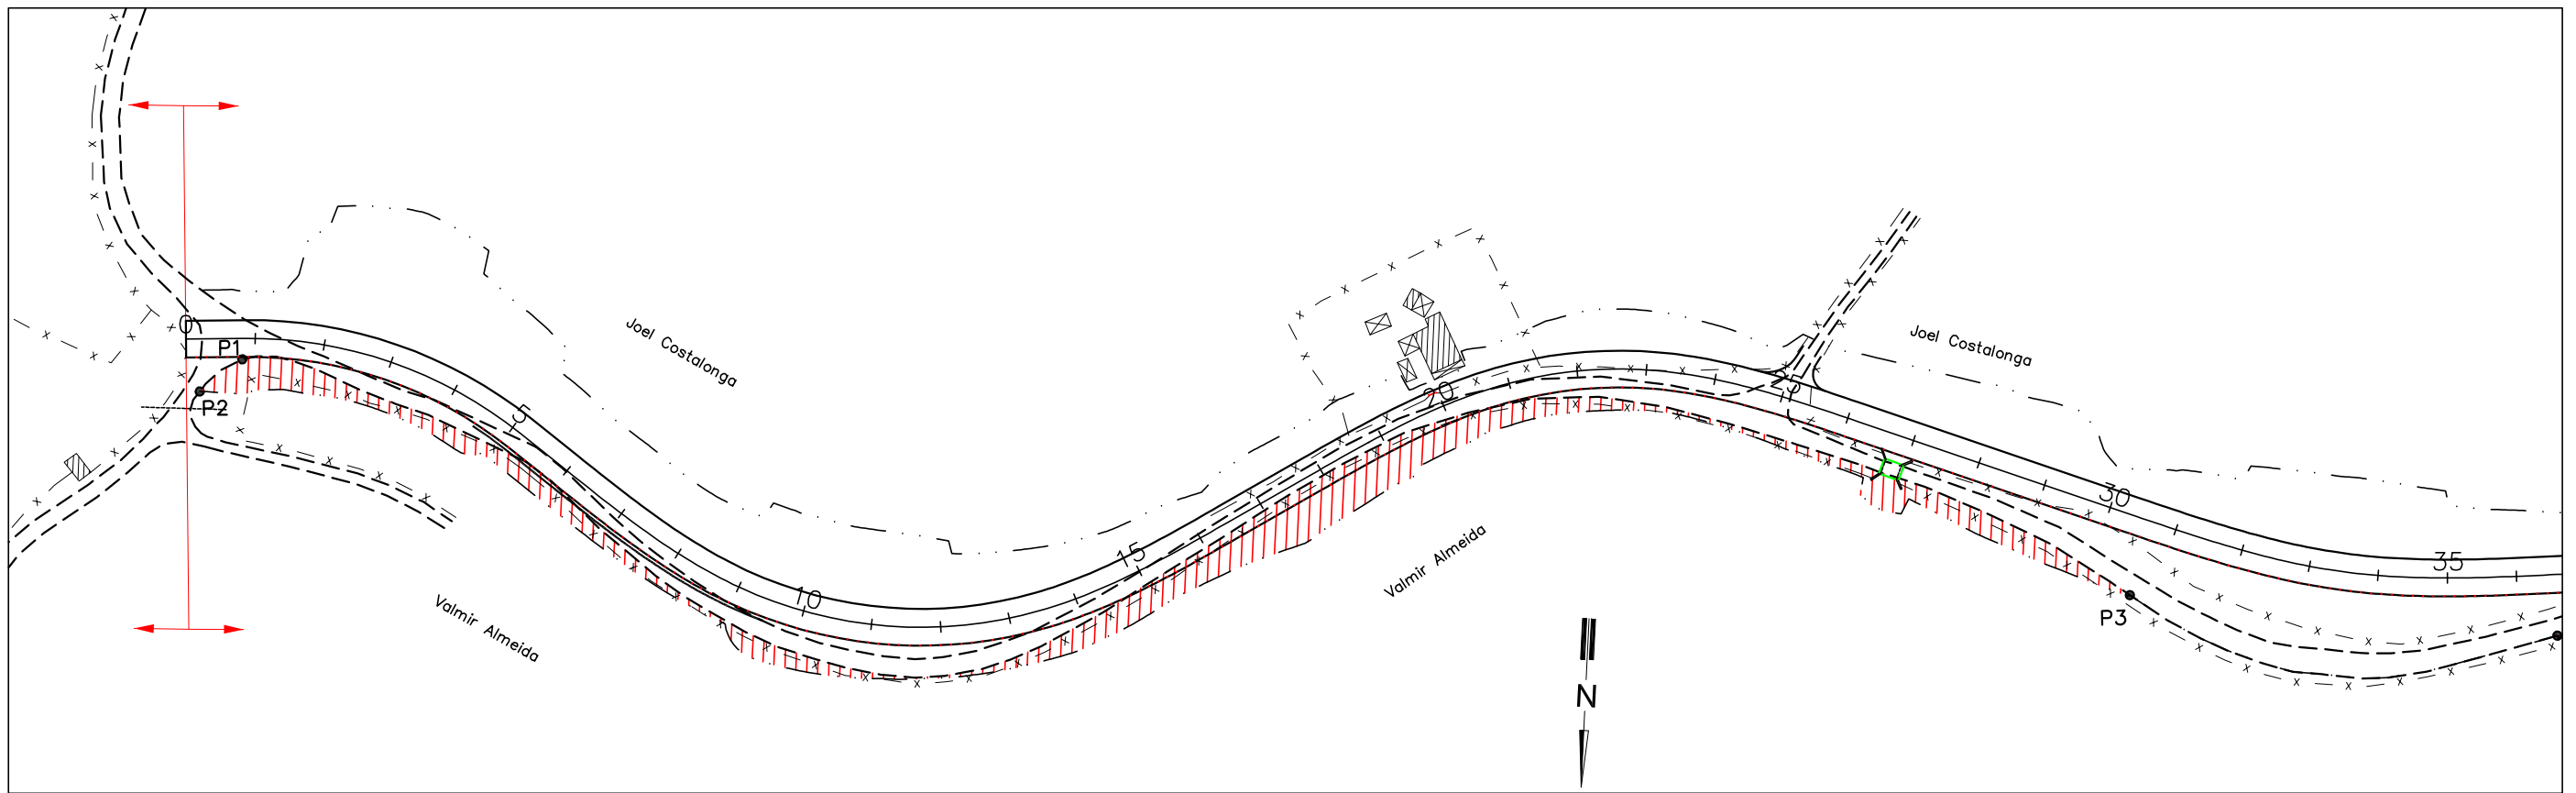 0
P1
P2
5
Joel Costalonga
Valmir Almeida
10
15
20
Valmir Almeida
25
Joel Costalonga
30
35
P3
N